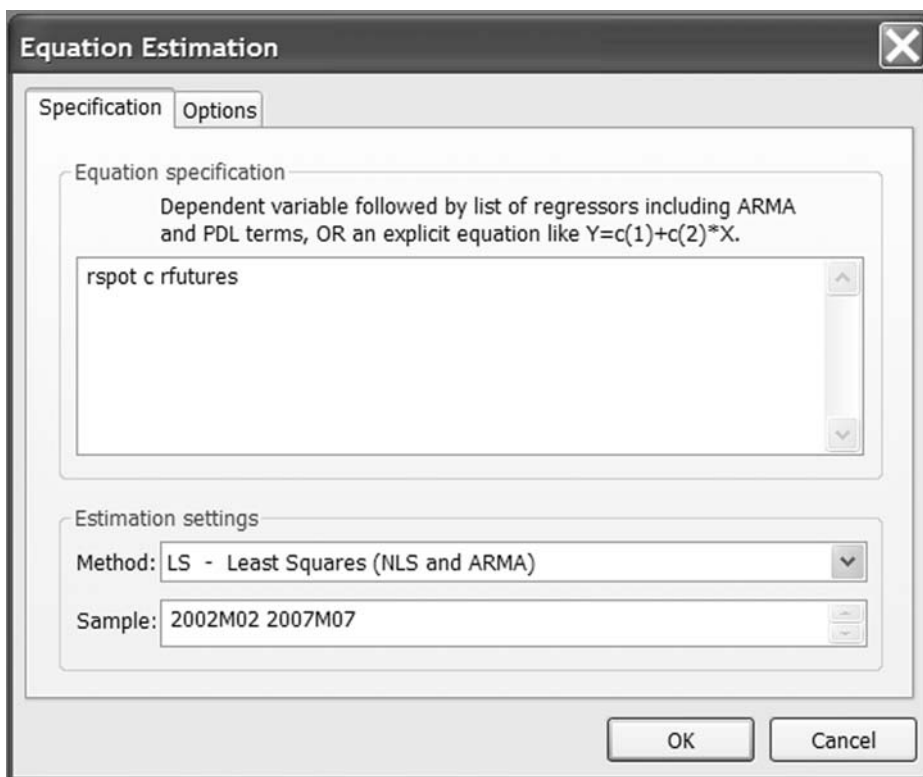 Equation Estimation
Specification
Options
Equation specification
Dependent variable followed by list of regressors including ARMA
and PDL terms, OR an explicit equation like Y=c(1)+c(2)*X.
rspot c rfutures
Estimation settings
Method: LS - Least Squares (NLS and ARMA)
Sample: 2002M02 2007M07
OK
Cancel